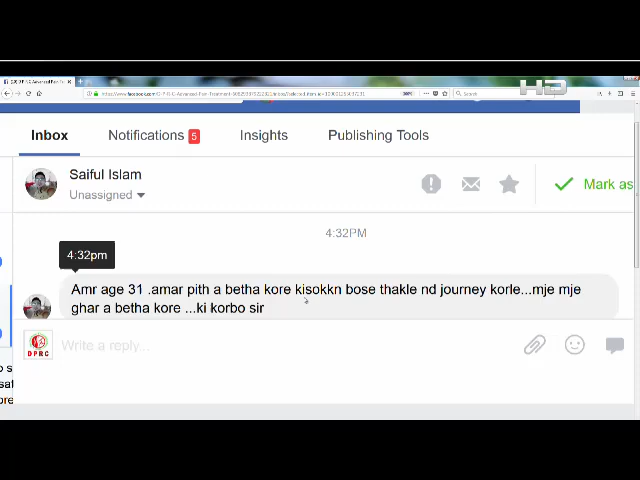 HD
Inbox
Notifications 5
Insights
Publishing Tools
Saiful Islam
Unassigned
Mark as
4:32PM
4:32pm
Amr age 31 .amar pith a betha kore kisokkn bose thakle nd journey korle...mje mje
ghar a betha kore ...ki korbo sir
DPRC
Write a reply...